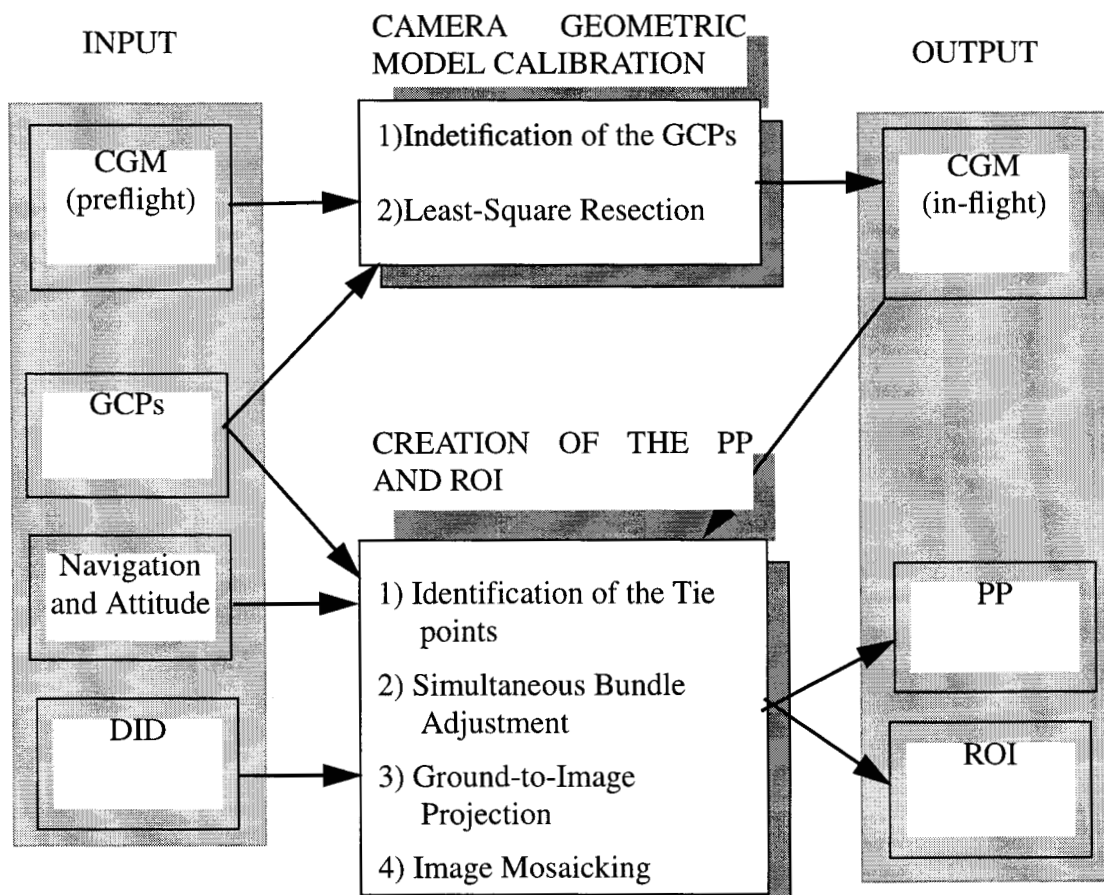 INPUT
CAMERA GEOMETRIC
MODEL CALIBRATION
OUTPUT
CGM
(preflight)
1)Indetification of the GCPs
2)Least-Square Resection
CGM
(in-flight)
GCPs
CREATION OF THE PP
AND ROI
Navigation
and Attitude
DID
1) Identification of the Tie
points
2) Simultaneous Bundle
Adjustment
3) Ground-to-Image
Projection
4) Image Mosaicking
PP
ROI